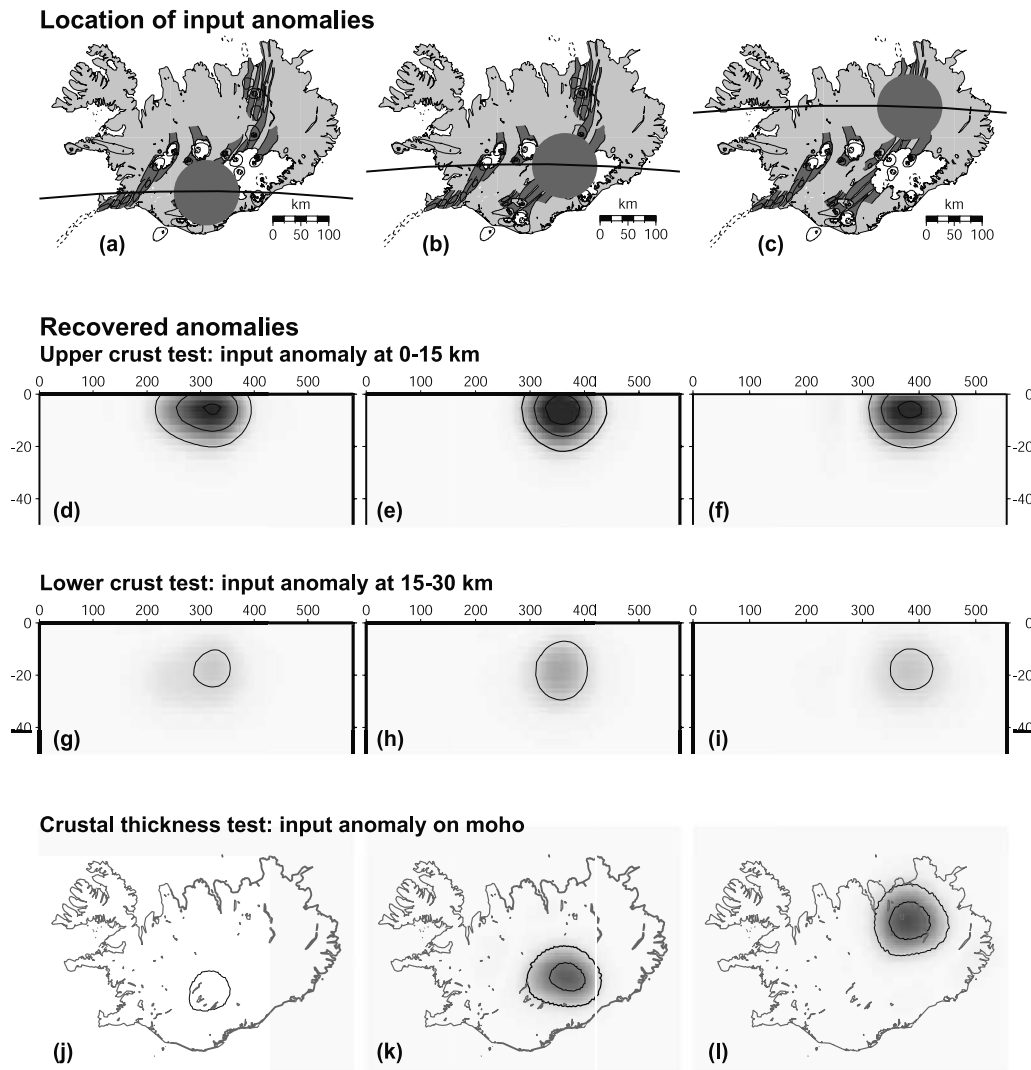 Location of input anomalies
km
0 50 100
(a)
km
0 50 100
(b)
km
0 50 100
(c)
Recovered anomalies
Upper crust test: input anomaly at 0-15 km
0 100 200 300 400 500
0 100 200 300 400 500
0 100 200 300 400 500
0
-20
-40
0
-20
-40
(d)
(e)
(f)
Lower crust test: input anomaly at 15-30 km
0 100 200 300 400 500
0 100 200 300 400 500
0 100 200 300 400 500
0
-20
-40
0
-20
-40
(g)
(h)
(i)
Crustal thickness test: input anomaly on moho
(j)
(k)
(l)